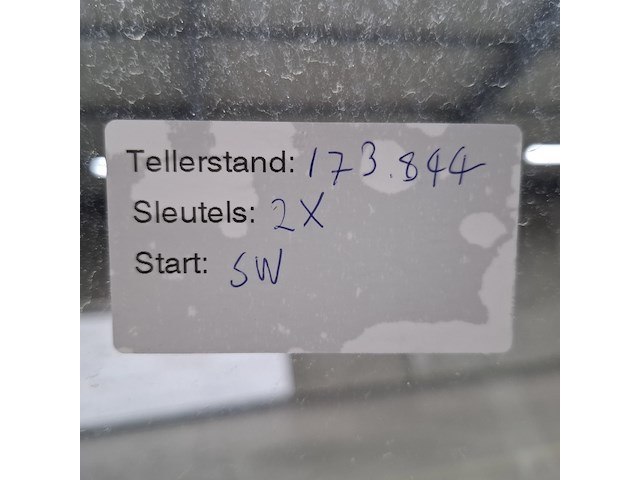 Tellerstand: 173.844
Sleutels: 2X
Start: SW